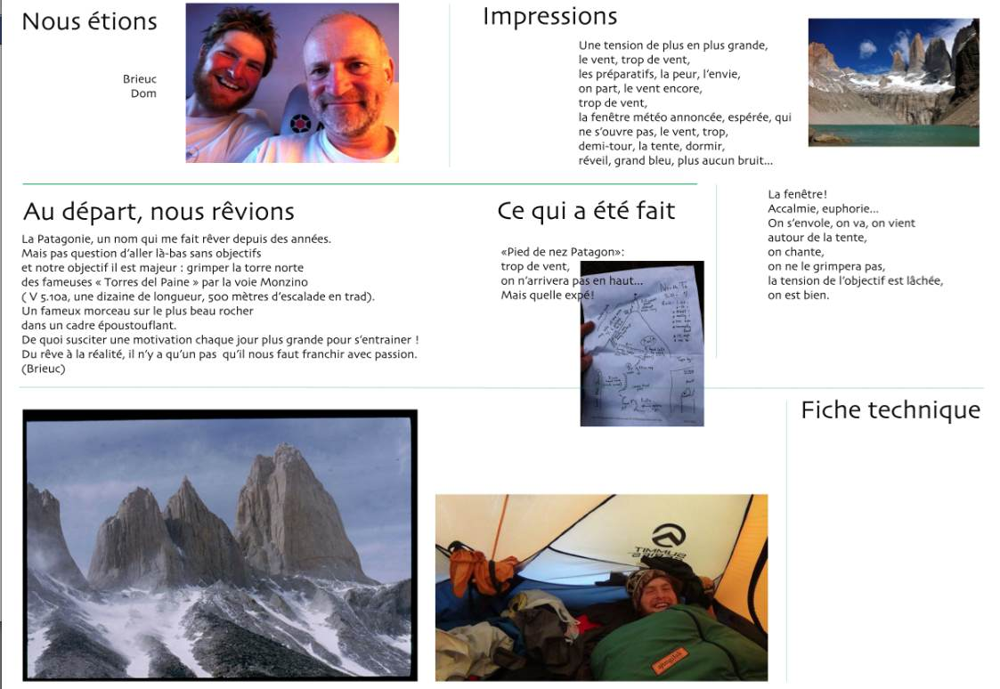 Nous étions
Brieuc
Dom
Impressions
Une tension de plus en plus grande,
le vent, trop de vent,
les préparatifs, la peur, l'envie,
on part, le vent encore,
trop de vent,
la fenêtre météo annoncée, espérée, qui
ne s'ouvre pas, le vent, trop,
demi-tour, la tente, dormir,
réveil, grand bleu, plus aucun bruit...
La fenêtre!
Accalmie, euphorie...
On s'envole, on va, on vient
autour de la tente,
on chante,
on ne le grimpera pas,
la tension de l'objectif est lâchée,
on est bien.
Au départ, nous rêvions
La Patagonie, un nom qui me fait rêver depuis des années.
Mais pas question d'aller là-bas sans objectifs
et notre objectif il est majeur : grimper la torre norte
des fameuses « Torres del Paine » par la voie Monzino
( V 5.10a, une dizaine de longueur, 500 mètres d'escalade en trad).
Un fameux morceau sur le plus beau rocher
dans un cadre époustouflant.
De quoi susciter une motivation chaque jour plus grande pour s'entrainer !
Du rêve à la réalité, il n'y a qu'un pas qu'il nous faut franchir avec passion.
(Brieuc)
Ce qui a été fait
«Pied de nez Patagon»:
trop de vent,
on n'arrivera pas en haut...
Mais quelle expé!
North To
Fiche technique
SUMMIT
SERIES
ajungilak